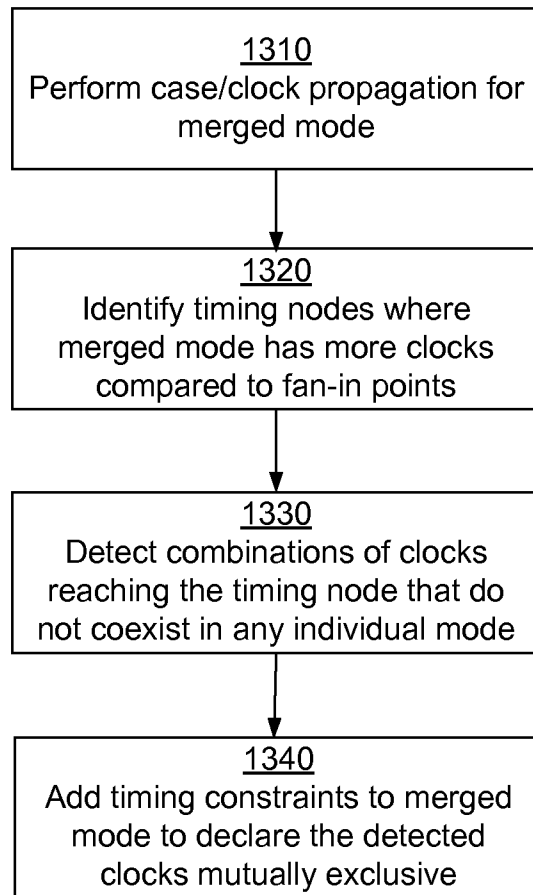 1310
Perform case/clock propagation for
merged mode
1320
Identify timing nodes where
merged mode has more clocks
compared to fan-in points
1330
Detect combinations of clocks
reaching the timing node that do
not coexist in any individual mode
1340
Add timing constraints to merged
mode to declare the detected
clocks mutually exclusive